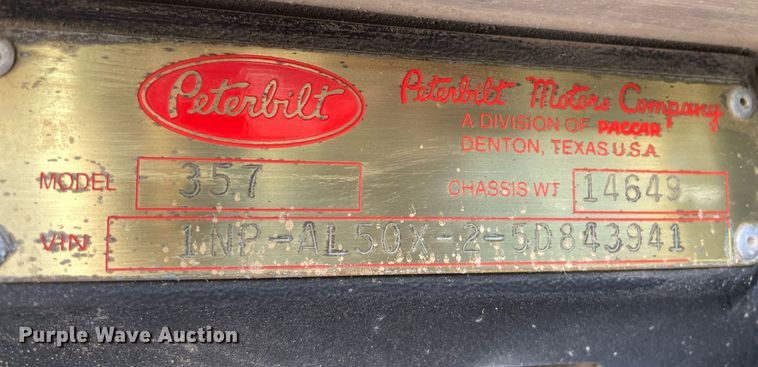 Peterbilt
Peterbilt Motors Company
A DIVISION OF PACCAR
DENTON, TEXAS U.S.A
MODEL 357 CHASSIS WT 14649
VIN 1NP-AL50X-2-5D843941
Purple Wave Auction